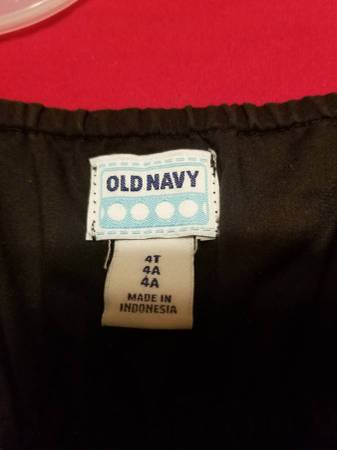 OLD NAVY
4T
4A
4A
MADE IN
INDONESIA